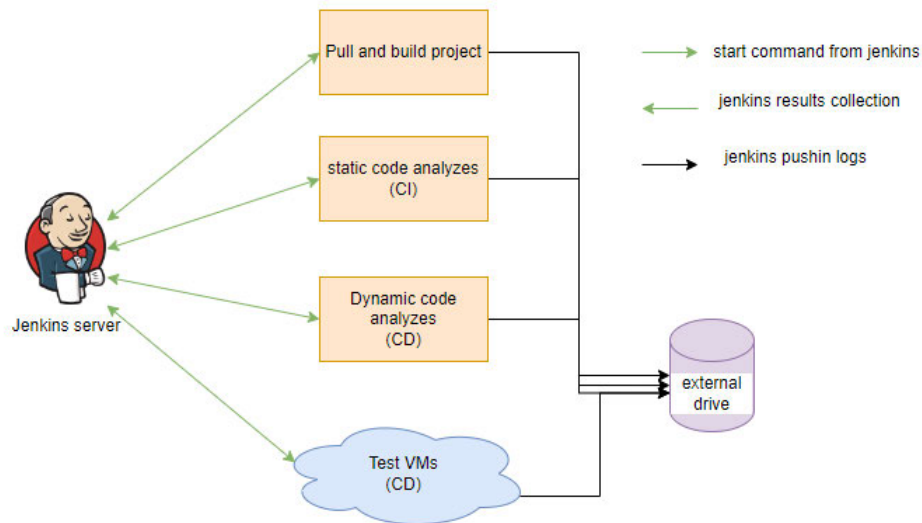 Pull and build project
start command from jenkins
jenkins results collection
jenkins pushin logs
static code analyzes
(CI)
Jenkins server
Dynamic code
analyzes
(CD)
external
drive
Test VMs
(CD)